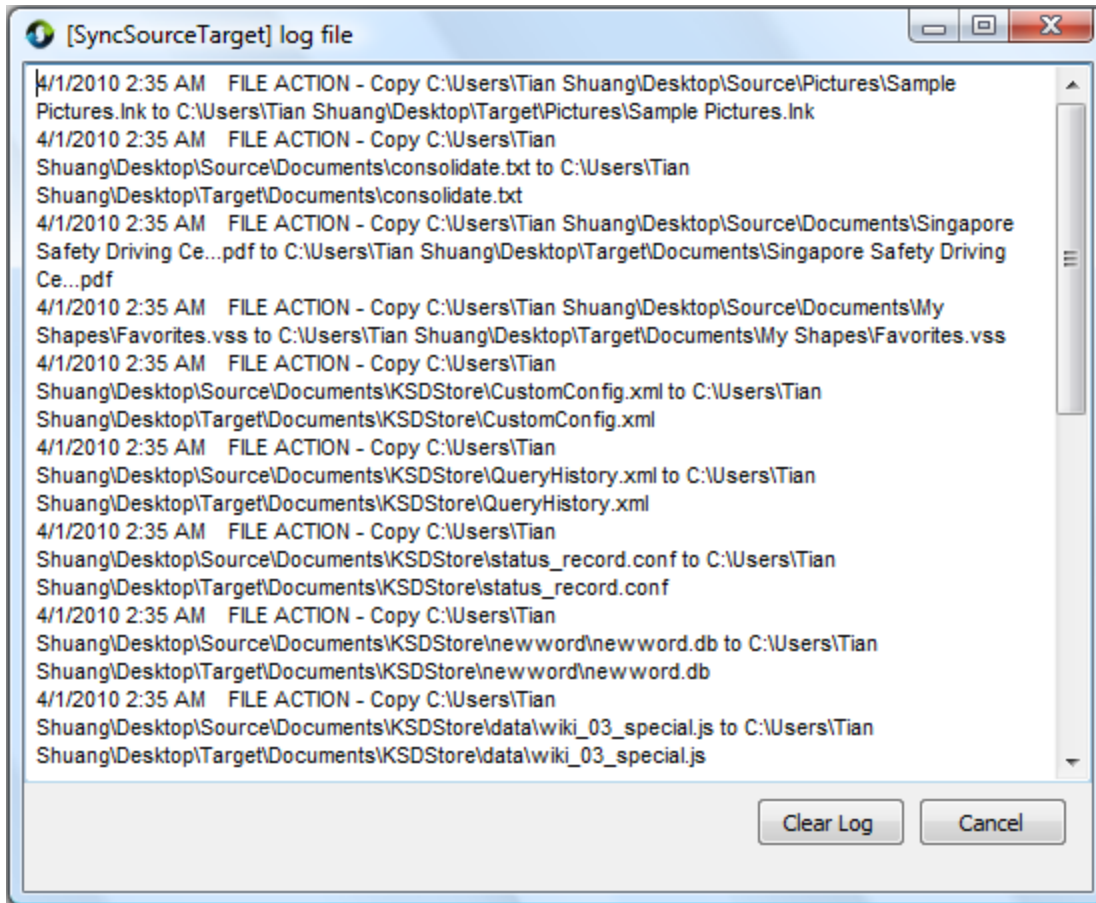 [SyncSourceTarget] log file
4/1/2010 2:35 AM    FILE ACTION - Copy C:\Users\Tian Shuang\Desktop\Source\Pictures\Sample
Pictures.lnk to C:\Users\Tian Shuang\Desktop\Target\Pictures\Sample Pictures.lnk
4/1/2010 2:35 AM    FILE ACTION - Copy C:\Users\Tian
Shuang\Desktop\Source\Documents\consolidate.txt to C:\Users\Tian
Shuang\Desktop\Target\Documents\consolidate.txt
4/1/2010 2:35 AM    FILE ACTION - Copy C:\Users\Tian Shuang\Desktop\Source\Documents\Singapore
Safety Driving Ce...pdf to C:\Users\Tian Shuang\Desktop\Target\Documents\Singapore Safety Driving
Ce...pdf
4/1/2010 2:35 AM    FILE ACTION - Copy C:\Users\Tian Shuang\Desktop\Source\Documents\My
Shapes\Favorites.vss to C:\Users\Tian Shuang\Desktop\Target\Documents\My Shapes\Favorites.vss
4/1/2010 2:35 AM    FILE ACTION - Copy C:\Users\Tian
Shuang\Desktop\Source\Documents\KSDStore\CustomConfig.xml to C:\Users\Tian
Shuang\Desktop\Target\Documents\KSDStore\CustomConfig.xml
4/1/2010 2:35 AM    FILE ACTION - Copy C:\Users\Tian
Shuang\Desktop\Source\Documents\KSDStore\QueryHistory.xml to C:\Users\Tian
Shuang\Desktop\Target\Documents\KSDStore\QueryHistory.xml
4/1/2010 2:35 AM    FILE ACTION - Copy C:\Users\Tian
Shuang\Desktop\Source\Documents\KSDStore\status_record.conf to C:\Users\Tian
Shuang\Desktop\Target\Documents\KSDStore\status_record.conf
4/1/2010 2:35 AM    FILE ACTION - Copy C:\Users\Tian
Shuang\Desktop\Source\Documents\KSDStore\newword\newword.db to C:\Users\Tian
Shuang\Desktop\Target\Documents\KSDStore\newword\newword.db
4/1/2010 2:35 AM    FILE ACTION - Copy C:\Users\Tian
Shuang\Desktop\Source\Documents\KSDStore\data\wiki_03_special.js to C:\Users\Tian
Shuang\Desktop\Target\Documents\KSDStore\data\wiki_03_special.js
Clear Log
Cancel